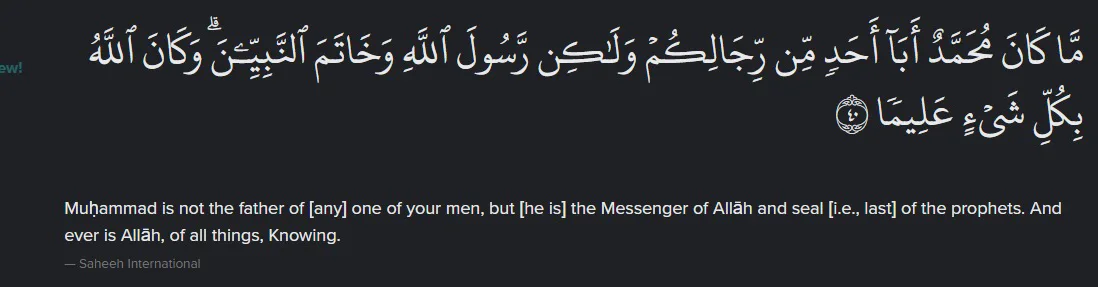 مَّا كَانَ مُحَمَّدٌ أَبَآ أَحَدٍۢ مِّن رِّجَالِكُمْ وَلَـٰكِن رَّسُولَ ٱللَّهِ وَخَاتَمَ ٱلنَّبِيِّـۧنَ ۗ وَكَانَ ٱللَّهُ
ew!
بِكُلِّ شَىْءٍ عَلِيمًۭا ٤٠
Muḥammad is not the father of [any] one of your men, but [he is] the Messenger of Allāh and seal [i.e., last] of the prophets. And
ever is Allāh, of all things, Knowing.
— Saheeh International